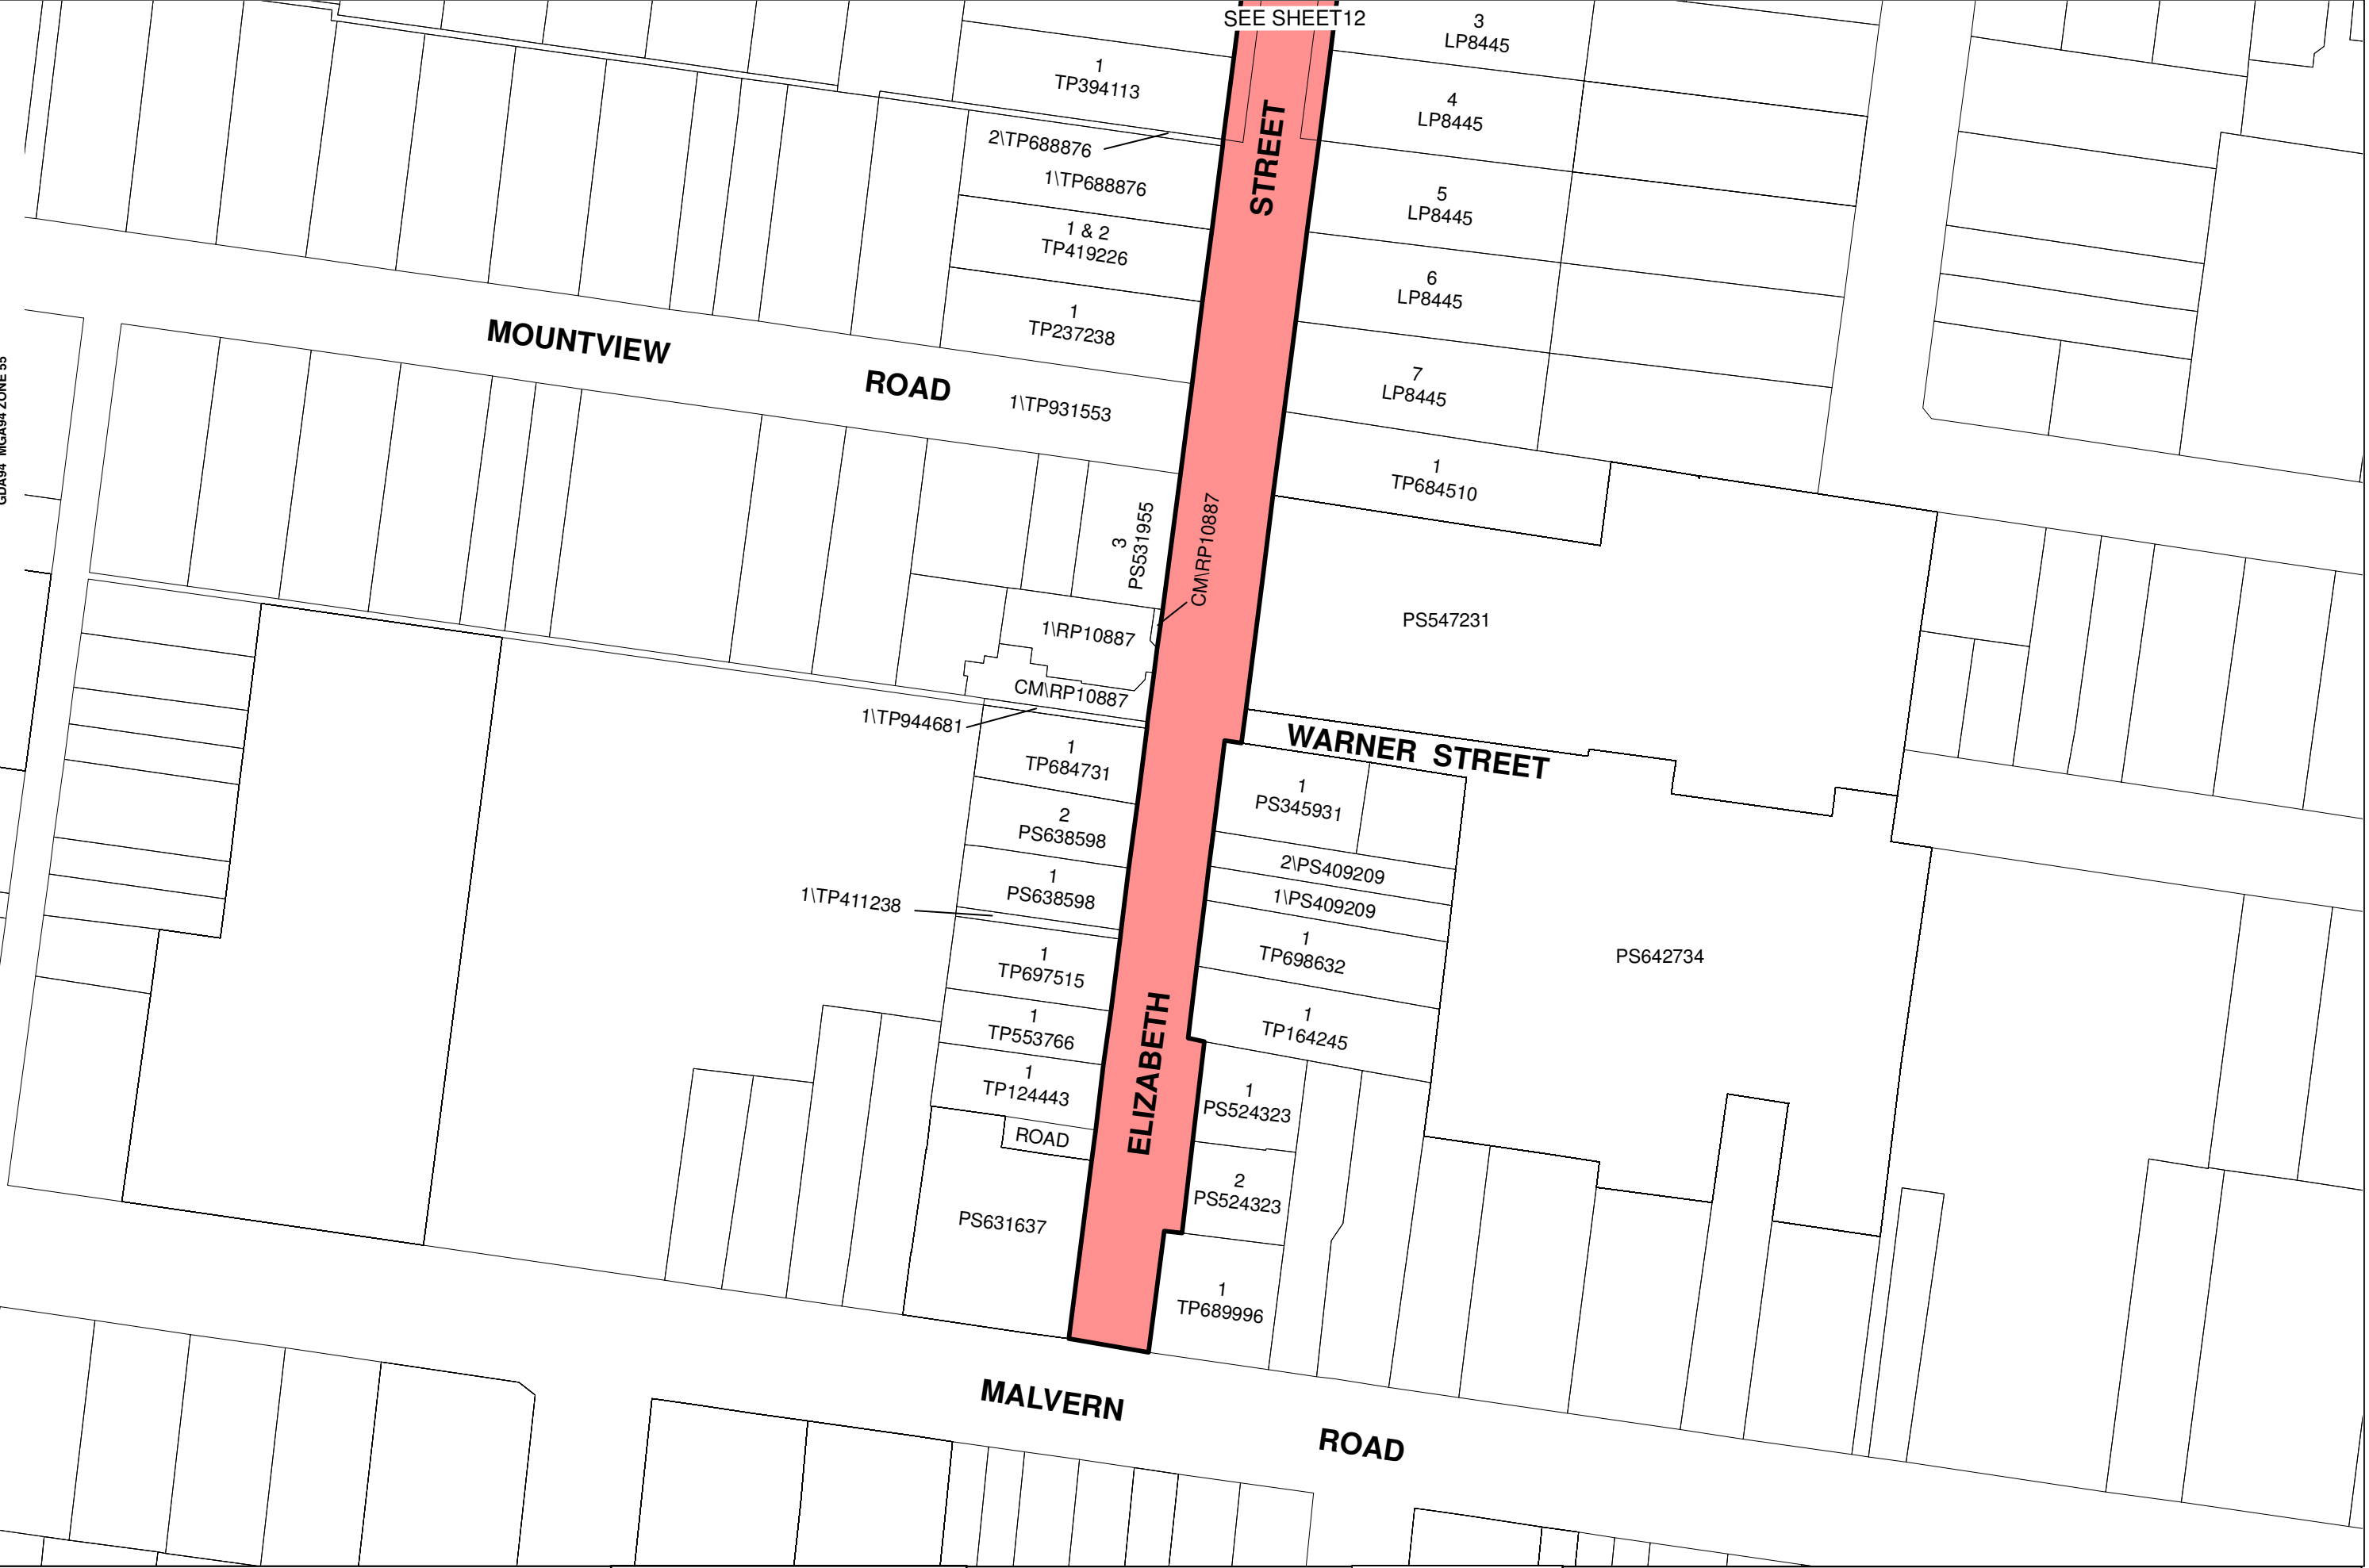 SEE SHEET12
3
LP8445
1
TP394113
4
LP8445
STREET
2\TP688876
1\TP688876
5
LP8445
1 & 2
TP419226
6
LP8445
1
TP237238
MOUNTVIEW
ROAD
1\TP931553
7
LP8445
GDA94 MGA94 ZONE 55
1
TP684510
3
PS531955
CM\RP10887
PS547231
1\RP10887
CM\RP10887
1\TP944681
WARNER STREET
1
TP684731
1
PS345931
2
PS638598
2\PS409209
1
PS638598
1\TP411238
1\PS409209
1
TP697515
1
TP698632
PS642734
1
TP553766
1
TP164245
ELIZABETH
1
TP124443
1
PS524323
ROAD
2
PS524323
PS631637
1
TP689996
MALVERN
ROAD